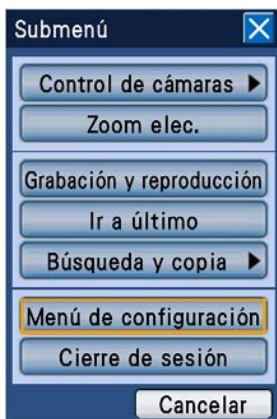 Submenú
Control de cámaras
Zoom elec.
Grabación y reproducción
Ir a último
Búsqueda y copia
Menú de configuración
Cierre de sesión
Cancelar